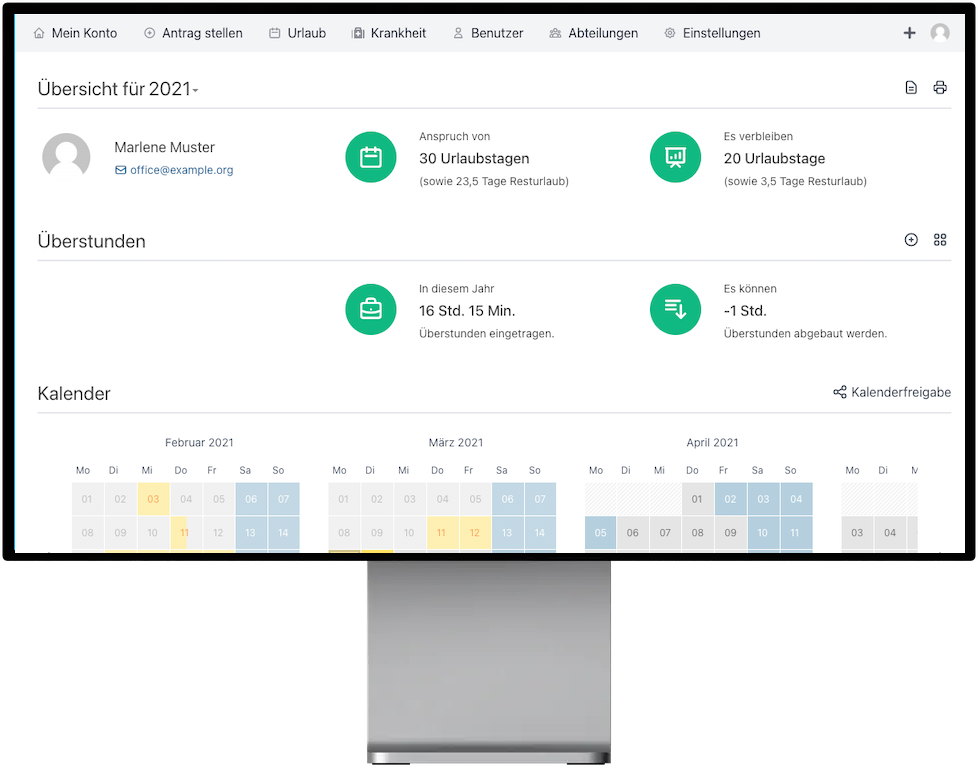 Mein Konto Antrag stellen Urlaub Krankheit Benutzer Abteilungen Einstellungen
Übersicht für 2021
Marlene Muster
office@example.org
Anspruch von
30 Urlaubstagen
(sowie 23,5 Tage Resturlaub)
Es verbleiben
20 Urlaubstage
(sowie 3,5 Tage Resturlaub)
Überstunden
In diesem Jahr
16 Std. 15 Min.
Überstunden eingetragen.
Es können
-1 Std.
Überstunden abgebaut werden.
Kalender
Kalenderfreigabe
Februar 2021
Mo Di Mi Do Fr Sa So
01 02 03 04 05 06 07
08 09 10 11 12 13 14
März 2021
Mo Di Mi Do Fr Sa So
01 02 03 04 05 06 07
08 09 10 11 12 13 14
April 2021
Mo Di Mi Do Fr Sa So
01 02 03 04
05 06 07 08 09 10 11
Mo Di
03 04